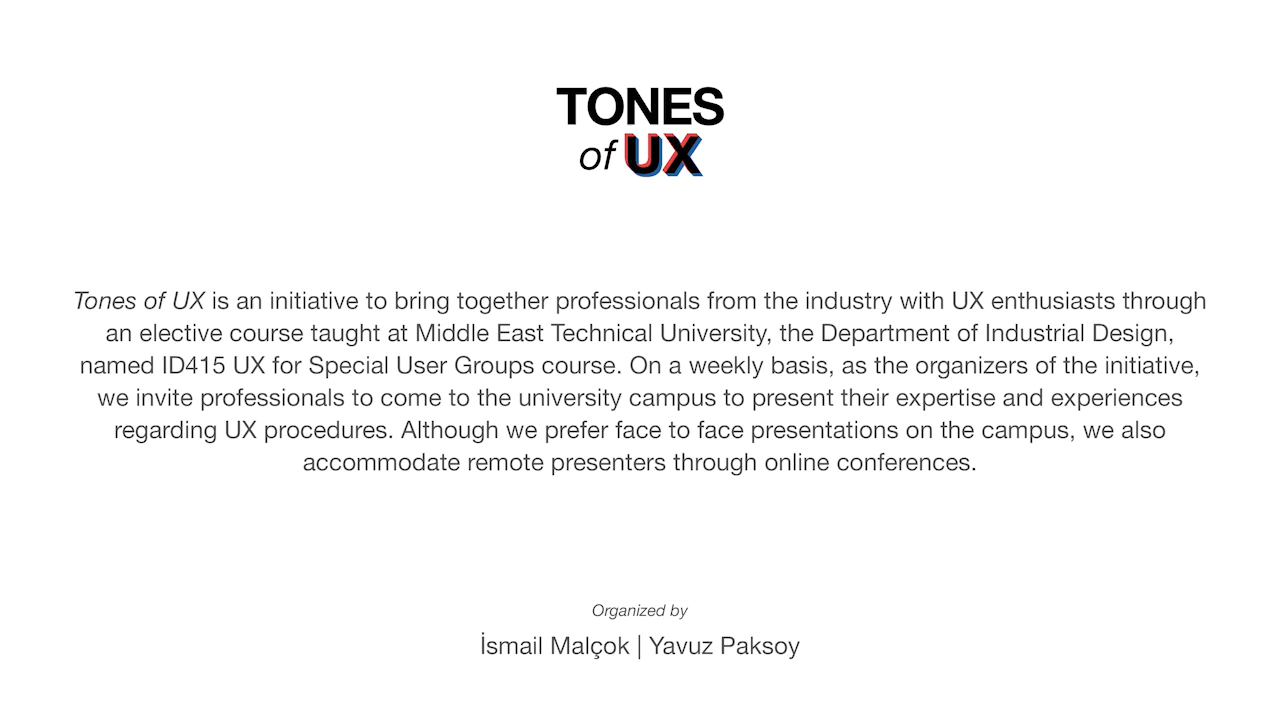 TONES
of UX
Tones of UX is an initiative to bring together professionals from the industry with UX enthusiasts through
an elective course taught at Middle East Technical University, the Department of Industrial Design,
named ID415 UX for Special User Groups course. On a weekly basis, as the organizers of the initiative,
we invite professionals to come to the university campus to present their expertise and experiences
regarding UX procedures. Although we prefer face to face presentations on the campus, we also
accommodate remote presenters through online conferences.
Organized by
İsmail Malçok | Yavuz Paksoy